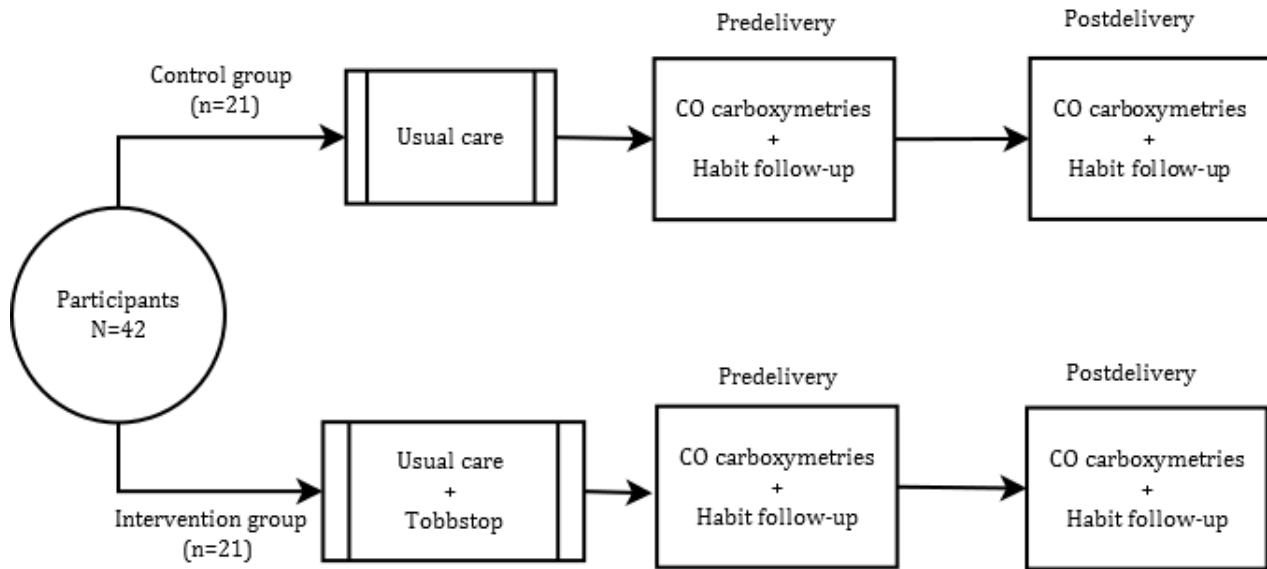 Control group
(n=21)
Usual care
Predelivery
CO carboxymetries
+
Habit follow-up
Postdelivery
CO carboxymetries
+
Habit follow-up
Participants
N=42
Intervention group
(n=21)
Usual care
+
Tobbstop
Predelivery
CO carboxymetries
+
Habit follow-up
Postdelivery
CO carboxymetries
+
Habit follow-up